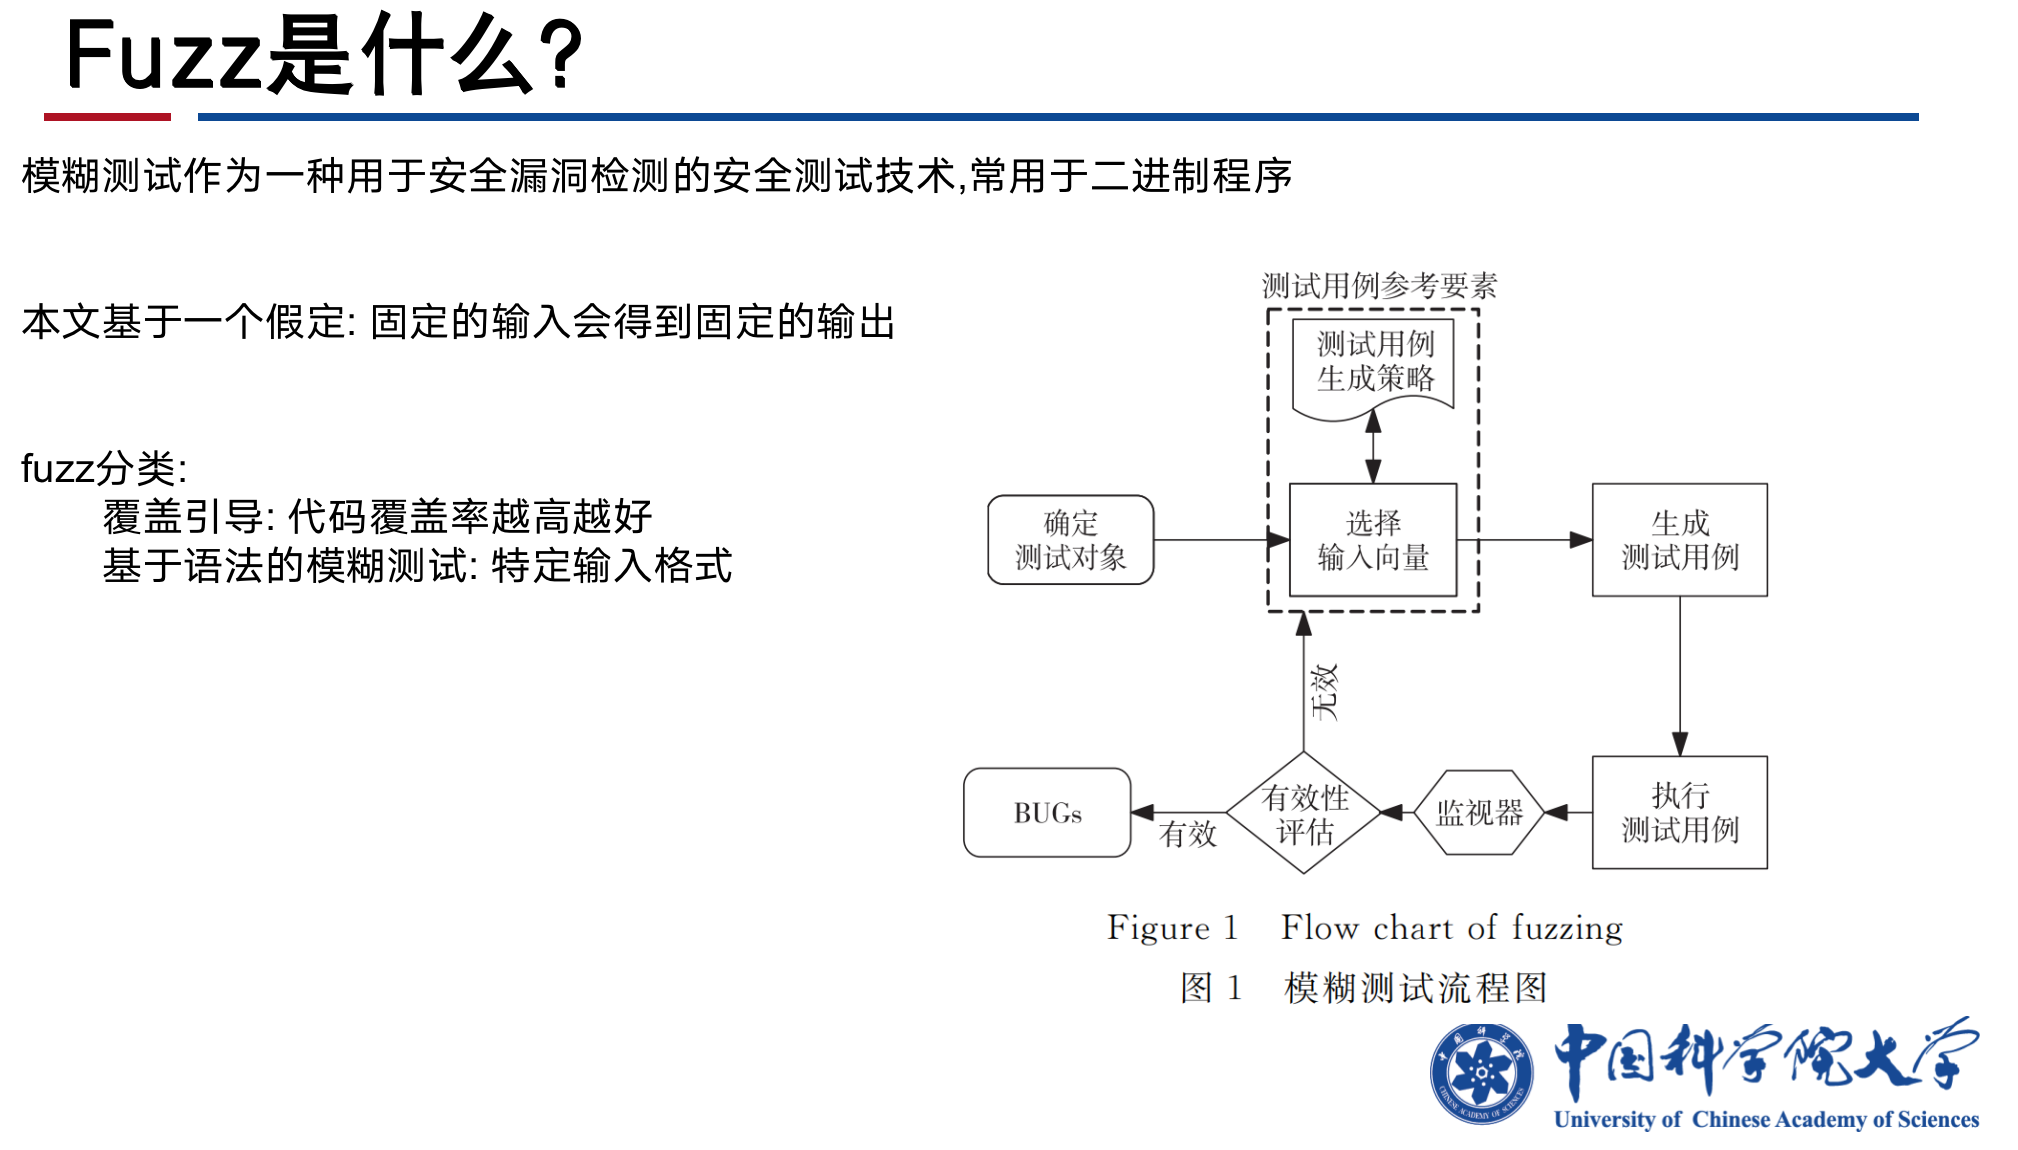 Fuzz是什么?
模糊测试作为一种用于安全漏洞检测的安全测试技术,常用于二进制程序
本文基于一个假定: 固定的输入会得到固定的输出
fuzz分类:
覆盖引导: 代码覆盖率越高越好
基于语法的模糊测试: 特定输入格式
测试用例参考要素
测试用例
生成策略
确定
测试对象
选择
输入向量
生成
测试用例
无效
BUGs
有效
有效性
评估
监视器
执行
测试用例
Figure 1 Flow chart of fuzzing
图 1 模糊测试流程图
中国科学院大学
University of Chinese Academy of Sciences
中国科学院
CHINESE ACADEMY OF SCIENCES